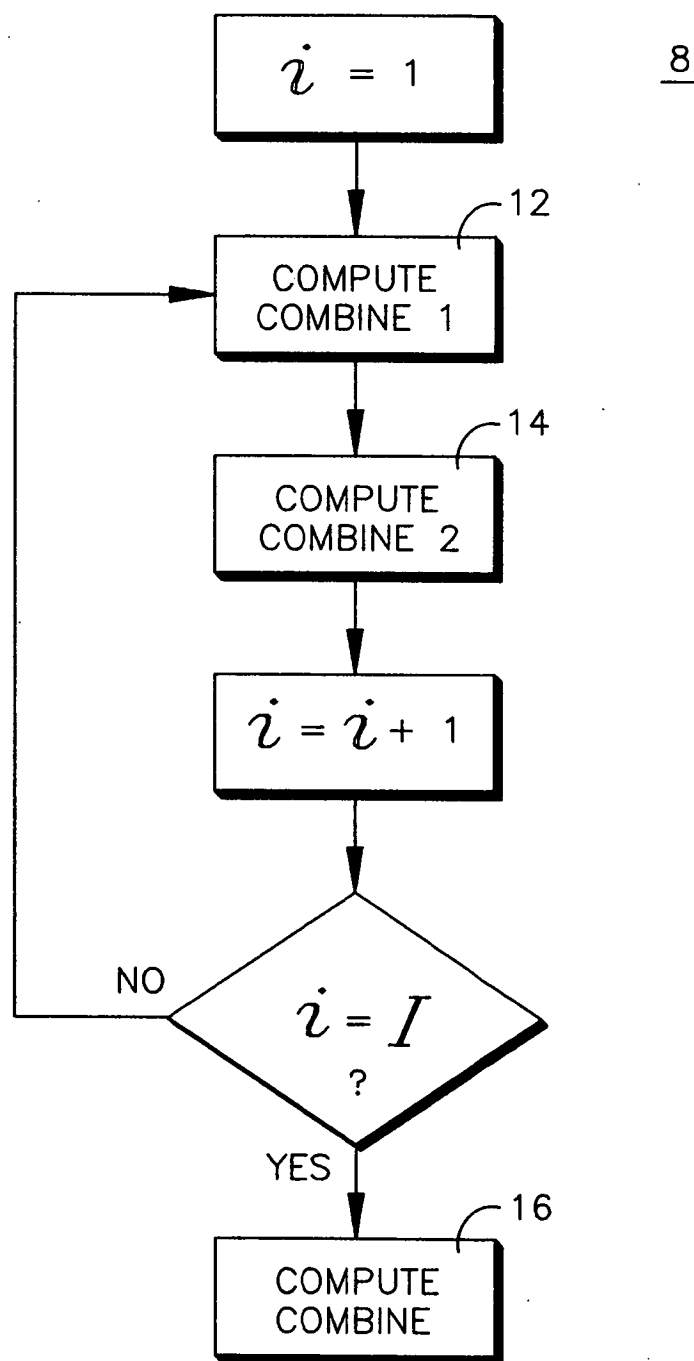 i = 1
8
12
COMPUTE
COMBINE 1
14
COMPUTE
COMBINE 2
i = i + 1
NO
i = I
?
YES
16
COMPUTE
COMBINE